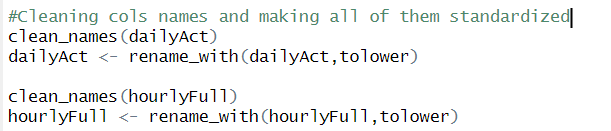 #Cleaning cols names and making all of them standardized
clean_names(dailyAct)
dailyAct <- rename_with(dailyAct,tolower)
clean_names(hourlyFull)
hourlyFull <- rename_with(hourlyFull,tolower)